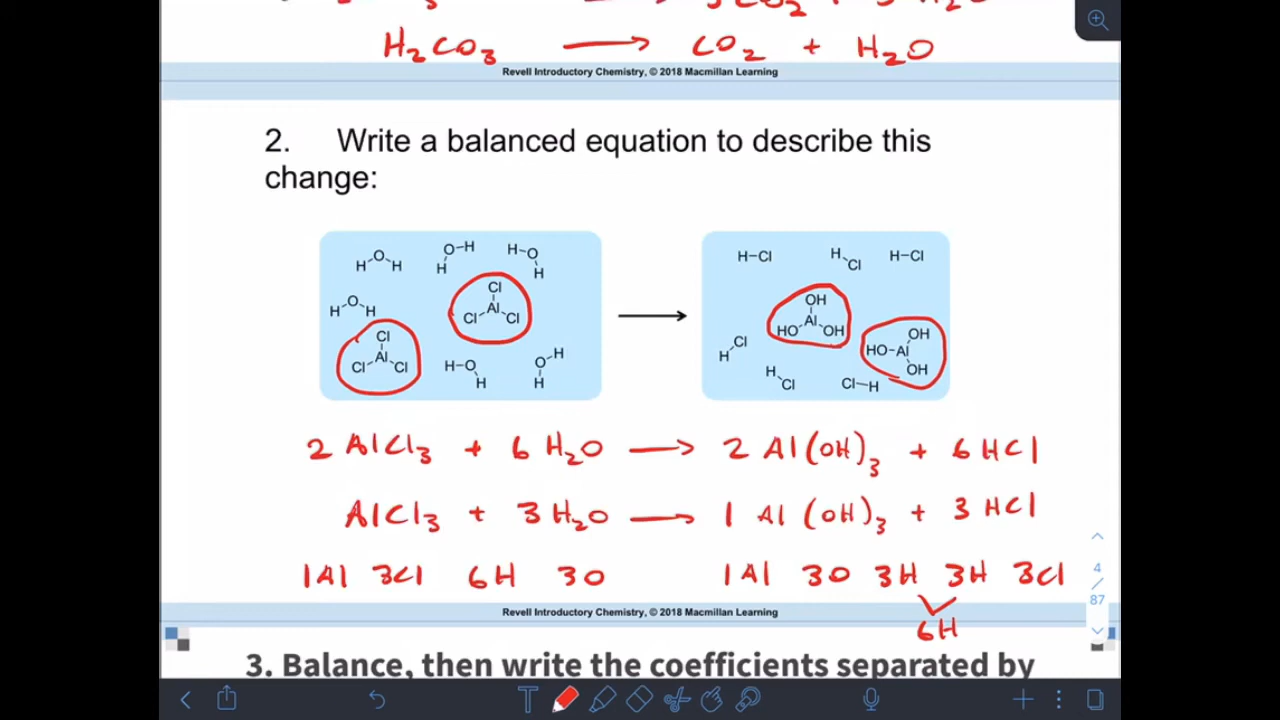 H₂CO₃ → CO₂ + H₂O
Revell Introductory Chemistry, © 2018 Macmillan Learning
2. Write a balanced equation to describe this
change:
H O H
O-H
H
H-O
H
H O H
Cl
Al
Cl Cl
Cl
Al
Cl Cl
H-O
H
O-H
H
→
H-Cl
H
Cl
H-Cl
OH
Al
HO OH
Cl
H
OH
HO-Al
OH
H
Cl
Cl-H
2 AlCl₃ + 6 H₂O → 2 Al(OH)₃ + 6 HCl
AlCl₃ + 3 H₂O → 1 Al(OH)₃ + 3 HCl
1Al 3Cl 6H 3O 1Al 3O 3H 3H 3Cl
6H
Revell Introductory Chemistry, © 2018 Macmillan Learning
3. Balance, then write the coefficients separated by
4
/
87
T